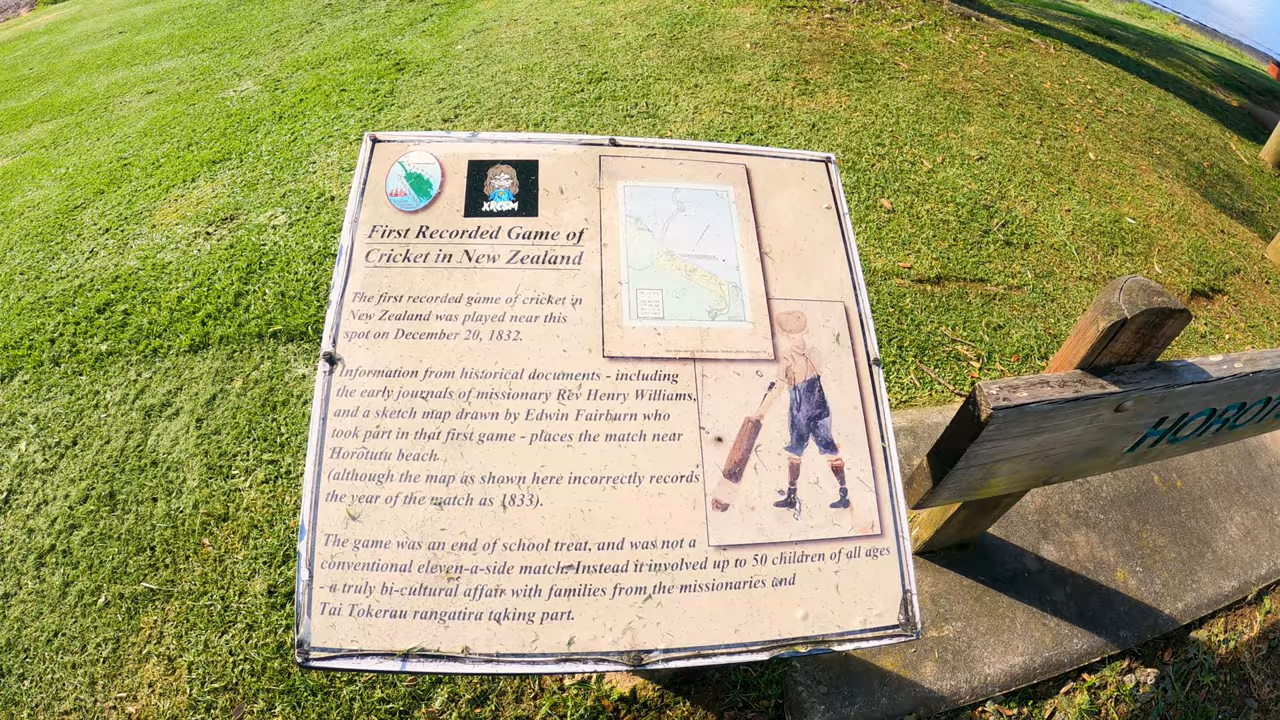 KRCSM
First Recorded Game of
Cricket in New Zealand
The first recorded game of cricket in
New Zealand was played near this
spot on December 20, 1832.
Information from historical documents - including
the early journals of missionary Rev Henry Williams,
and a sketch map drawn by Edwin Fairburn who
took part in that first game - places the match near
Horotutu beach
(although the map as shown here incorrectly records
the year of the match as 1833).
The game was an end of school treat, and was not a
conventional eleven-a-side match. Instead it involved up to 50 children of all ages
- a truly bi-cultural affair with families from the missionaries and
Tai Tokerau rangatira taking part.
HORO